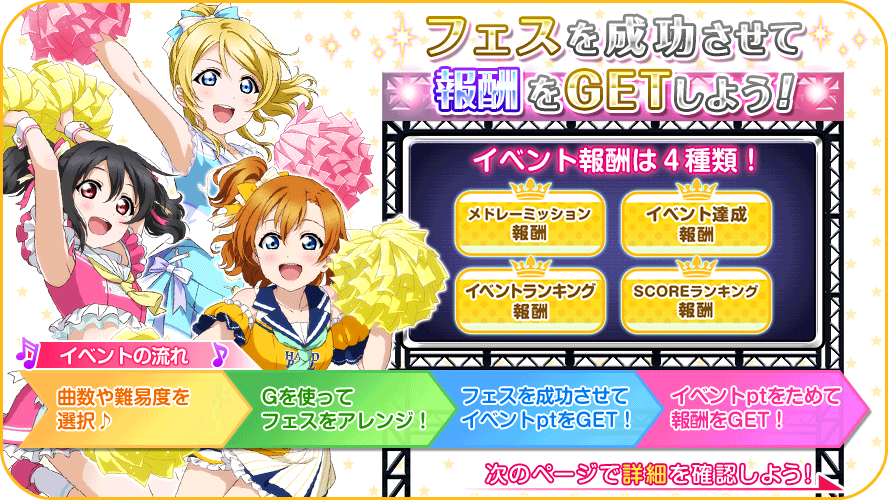 フェスを成功させて
報酬をGETしよう!
イベント報酬は4種類!
メドレーミッション
報酬
イベント達成
報酬
イベントランキング
報酬
SCOREランキング
報酬
イベントの流れ
曲数や難易度を
選択♪
Gを使って
フェスをアレンジ!
フェスを成功させて
イベントptをGET!
イベントptをためて
報酬をGET!
次のページで詳細を確認しよう!